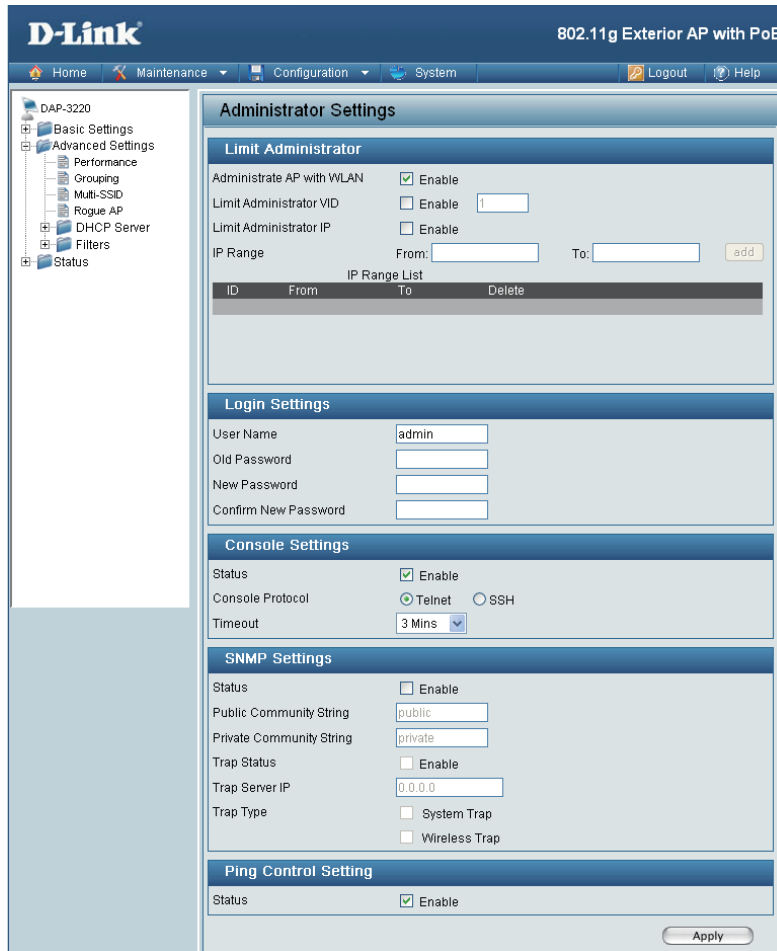 D-Link
802.11g Exterior AP with PoE
Home Maintenance Configuration System Logout Help
DAP-3220
Basic Settings
Advanced Settings
Performance
Grouping
Multi-SSID
Rogue AP
DHCP Server
Filters
Status
Administrator Settings
Limit Administrator
Administrate AP with WLAN Enable
Limit Administrator VID Enable 1
Limit Administrator IP Enable
IP Range From: To: add
IP Range List
ID From To Delete
Login Settings
User Name admin
Old Password
New Password
Confirm New Password
Console Settings
Status Enable
Console Protocol Telnet SSH
Timeout 3 Mins
SNMP Settings
Status Enable
Public Community String public
Private Community String private
Trap Status Enable
Trap Server IP 0.0.0.0
Trap Type System Trap
Wireless Trap
Ping Control Setting
Status Enable
Apply